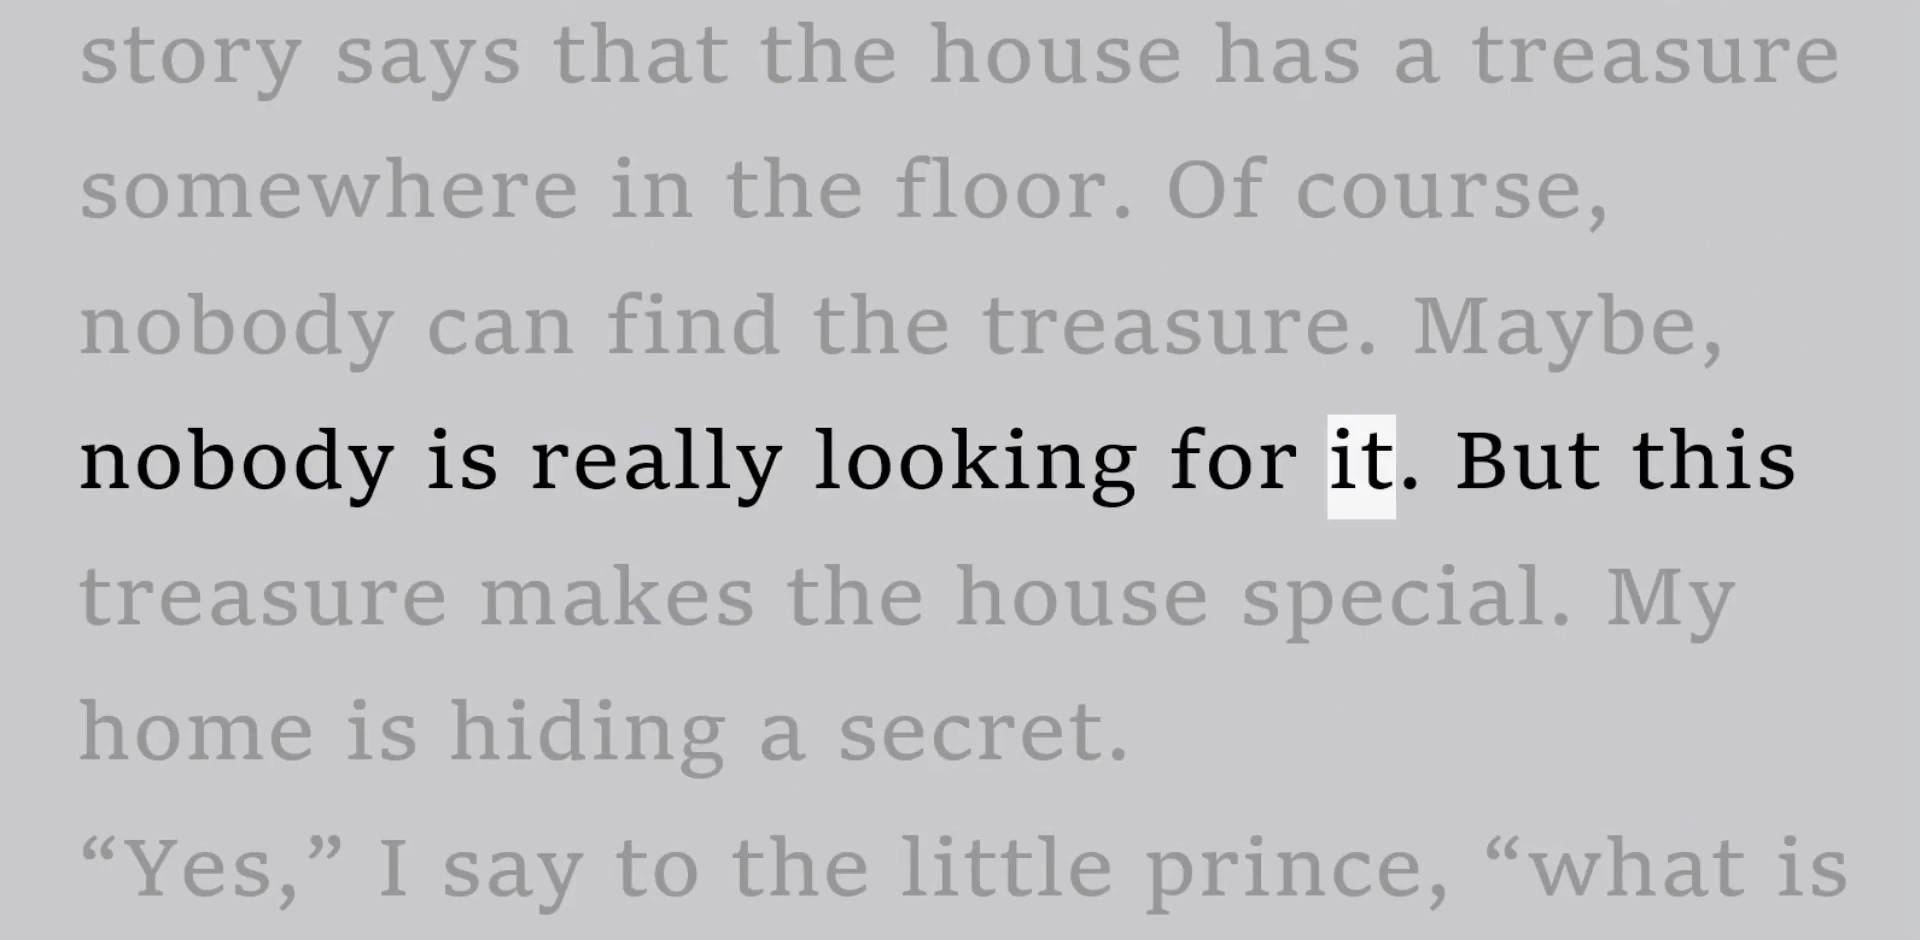 story says that the house has a treasure
somewhere in the floor. Of course,
nobody can find the treasure. Maybe,
nobody is really looking for it. But this
treasure makes the house special. My
home is hiding a secret.
“Yes,” I say to the little prince, “what is